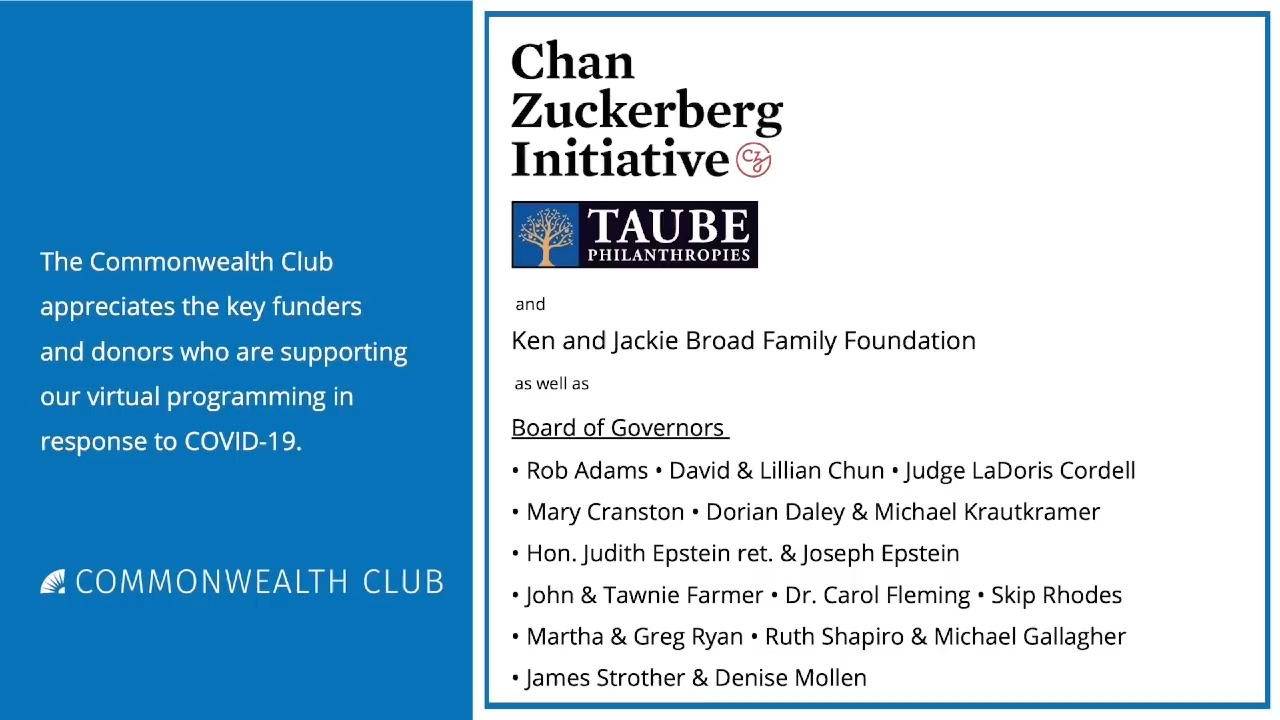 The Commonwealth Club
appreciates the key funders
and donors who are supporting
our virtual programming in
response to COVID-19.
COMMONWEALTH CLUB
Chan
Zuckerberg
Initiative
CZI
TAUBE
PHILANTHROPIES
and
Ken and Jackie Broad Family Foundation
as well as
Board of Governors
• Rob Adams • David & Lillian Chun • Judge LaDoris Cordell
• Mary Cranston • Dorian Daley & Michael Krautkramer
• Hon. Judith Epstein ret. & Joseph Epstein
• John & Tawnie Farmer • Dr. Carol Fleming • Skip Rhodes
• Martha & Greg Ryan • Ruth Shapiro & Michael Gallagher
• James Strother & Denise Mollen